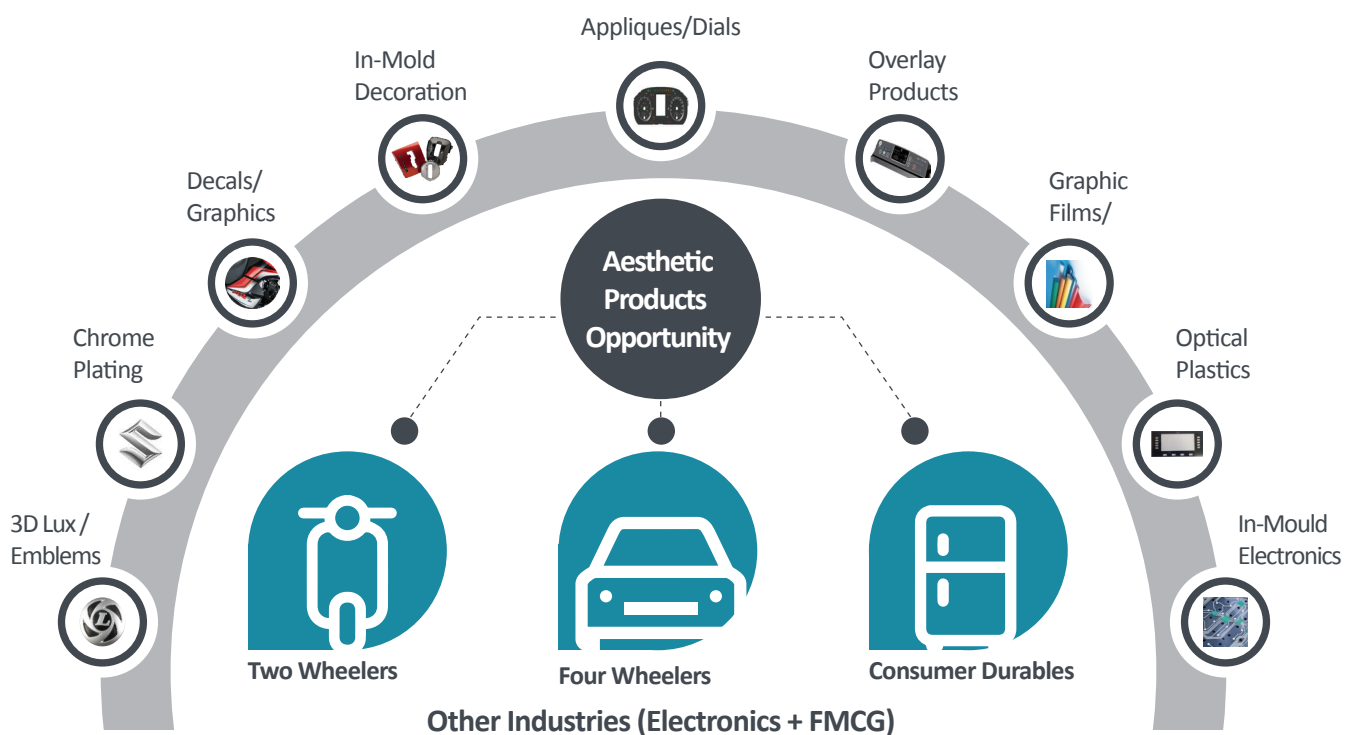 Appliques/Dials
In-Mold
Decoration
Overlay
Products
Decals/
Graphics
Graphic
Films/
Aesthetic
Products
Opportunity
Chrome
Plating
Optical
Plastics
3D Lux /
Emblems
In-Mould
Electronics
L
Two Wheelers
Four Wheelers
Consumer Durables
Other Industries (Electronics + FMCG)